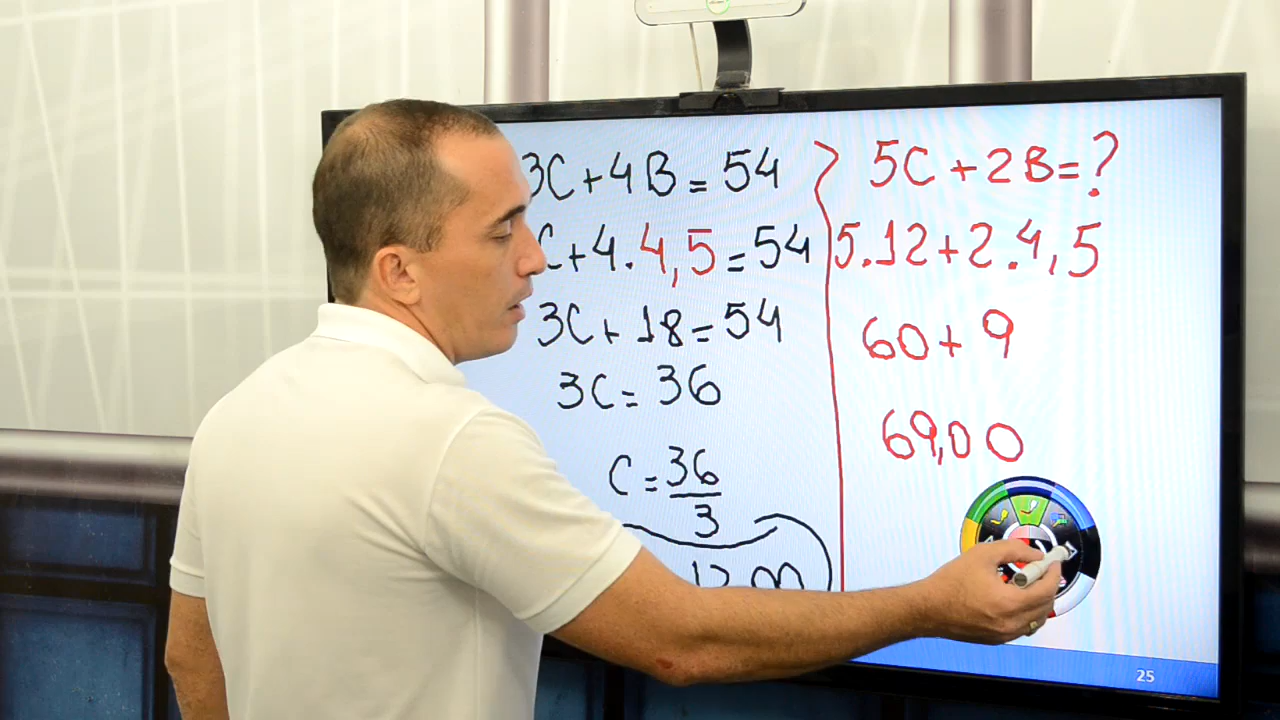 3C + 4B = 54
C + 4 . 4,5 = 54
3C + 18 = 54
3C = 36
C = 36
3
5C + 2B = ?
5.12 + 2.4,5
60 + 9
69,00
25